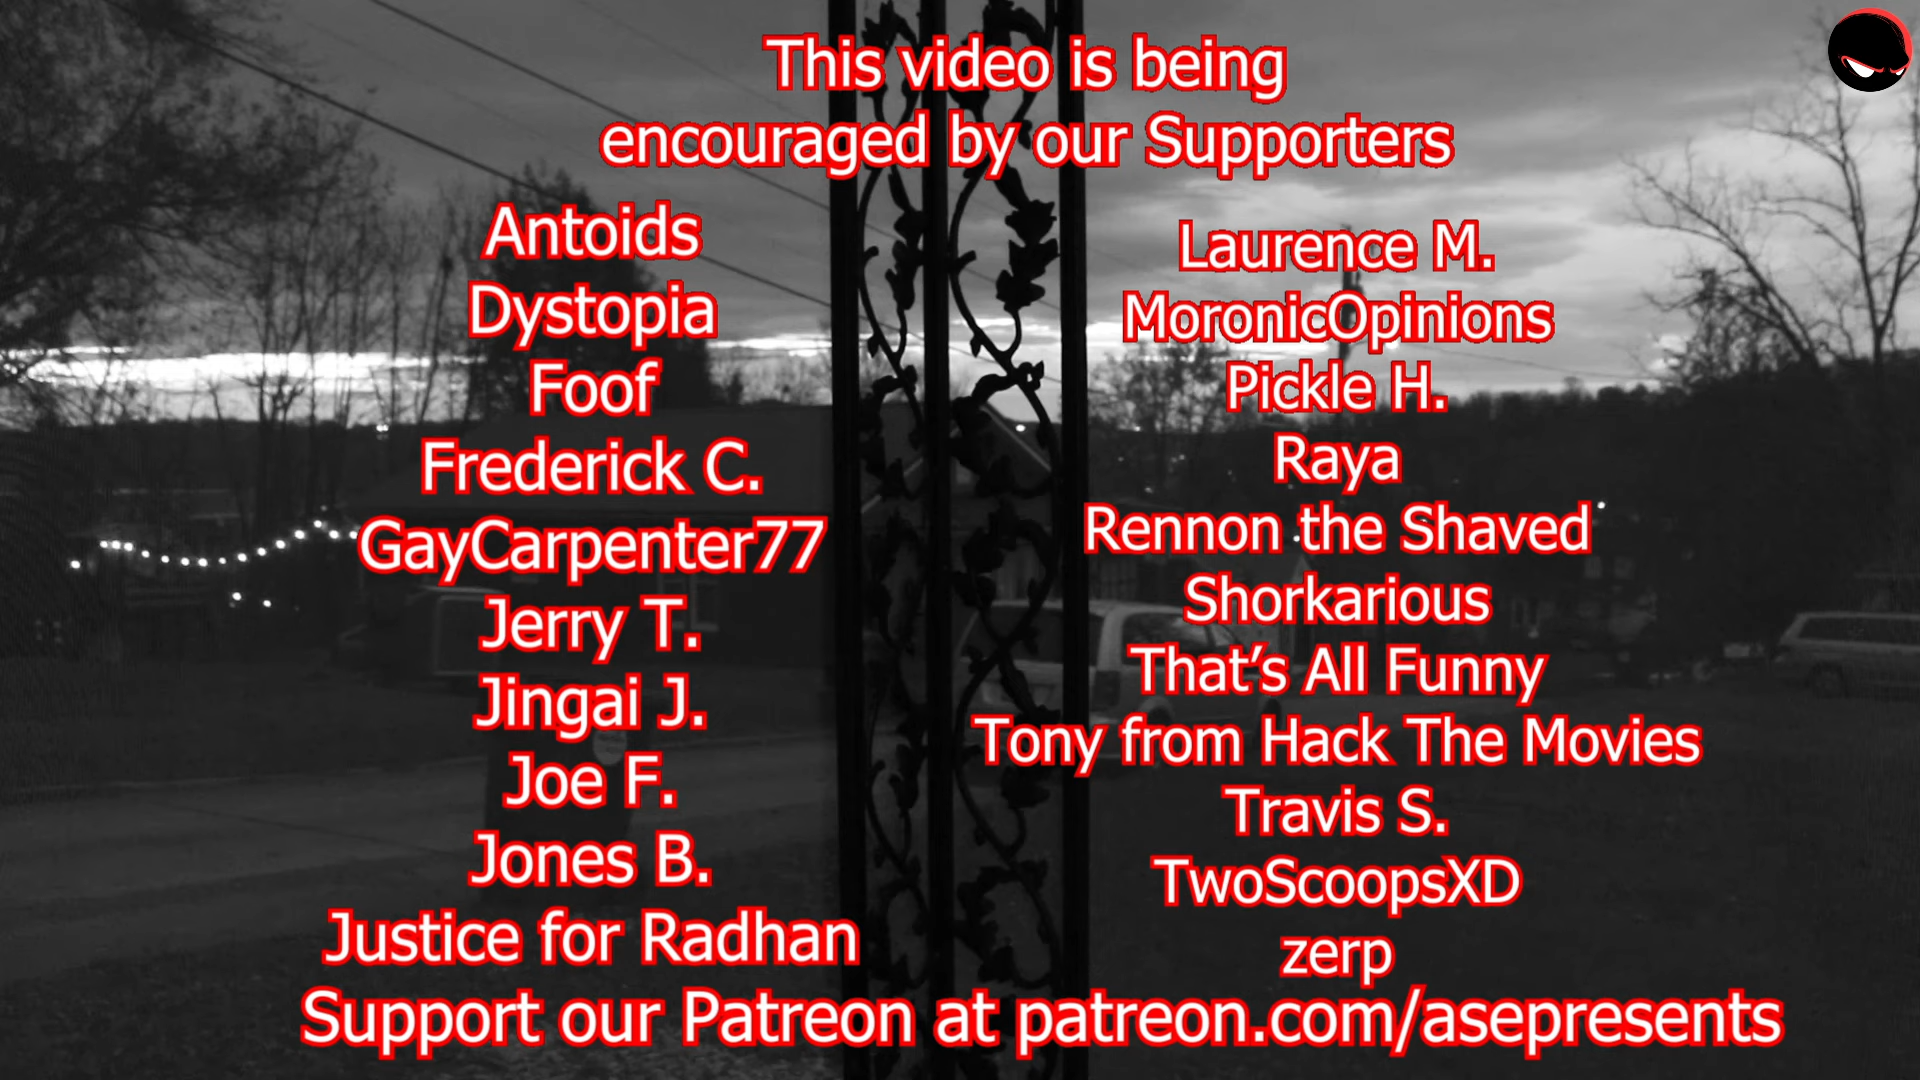 This video is being
encouraged by our Supporters
Antoids
Dystopia
Foof
Frederick C.
GayCarpenter77
Jerry T.
Jingai J.
Joe F.
Jones B.
Justice for Radhan
Laurence M.
MoronicOpinions
Pickle H.
Raya
Rennon the Shaved
Shorkarious
That’s All Funny
Tony from Hack The Movies
Travis S.
TwoScoopsXD
zerp
Support our Patreon at patreon.com/asepresents